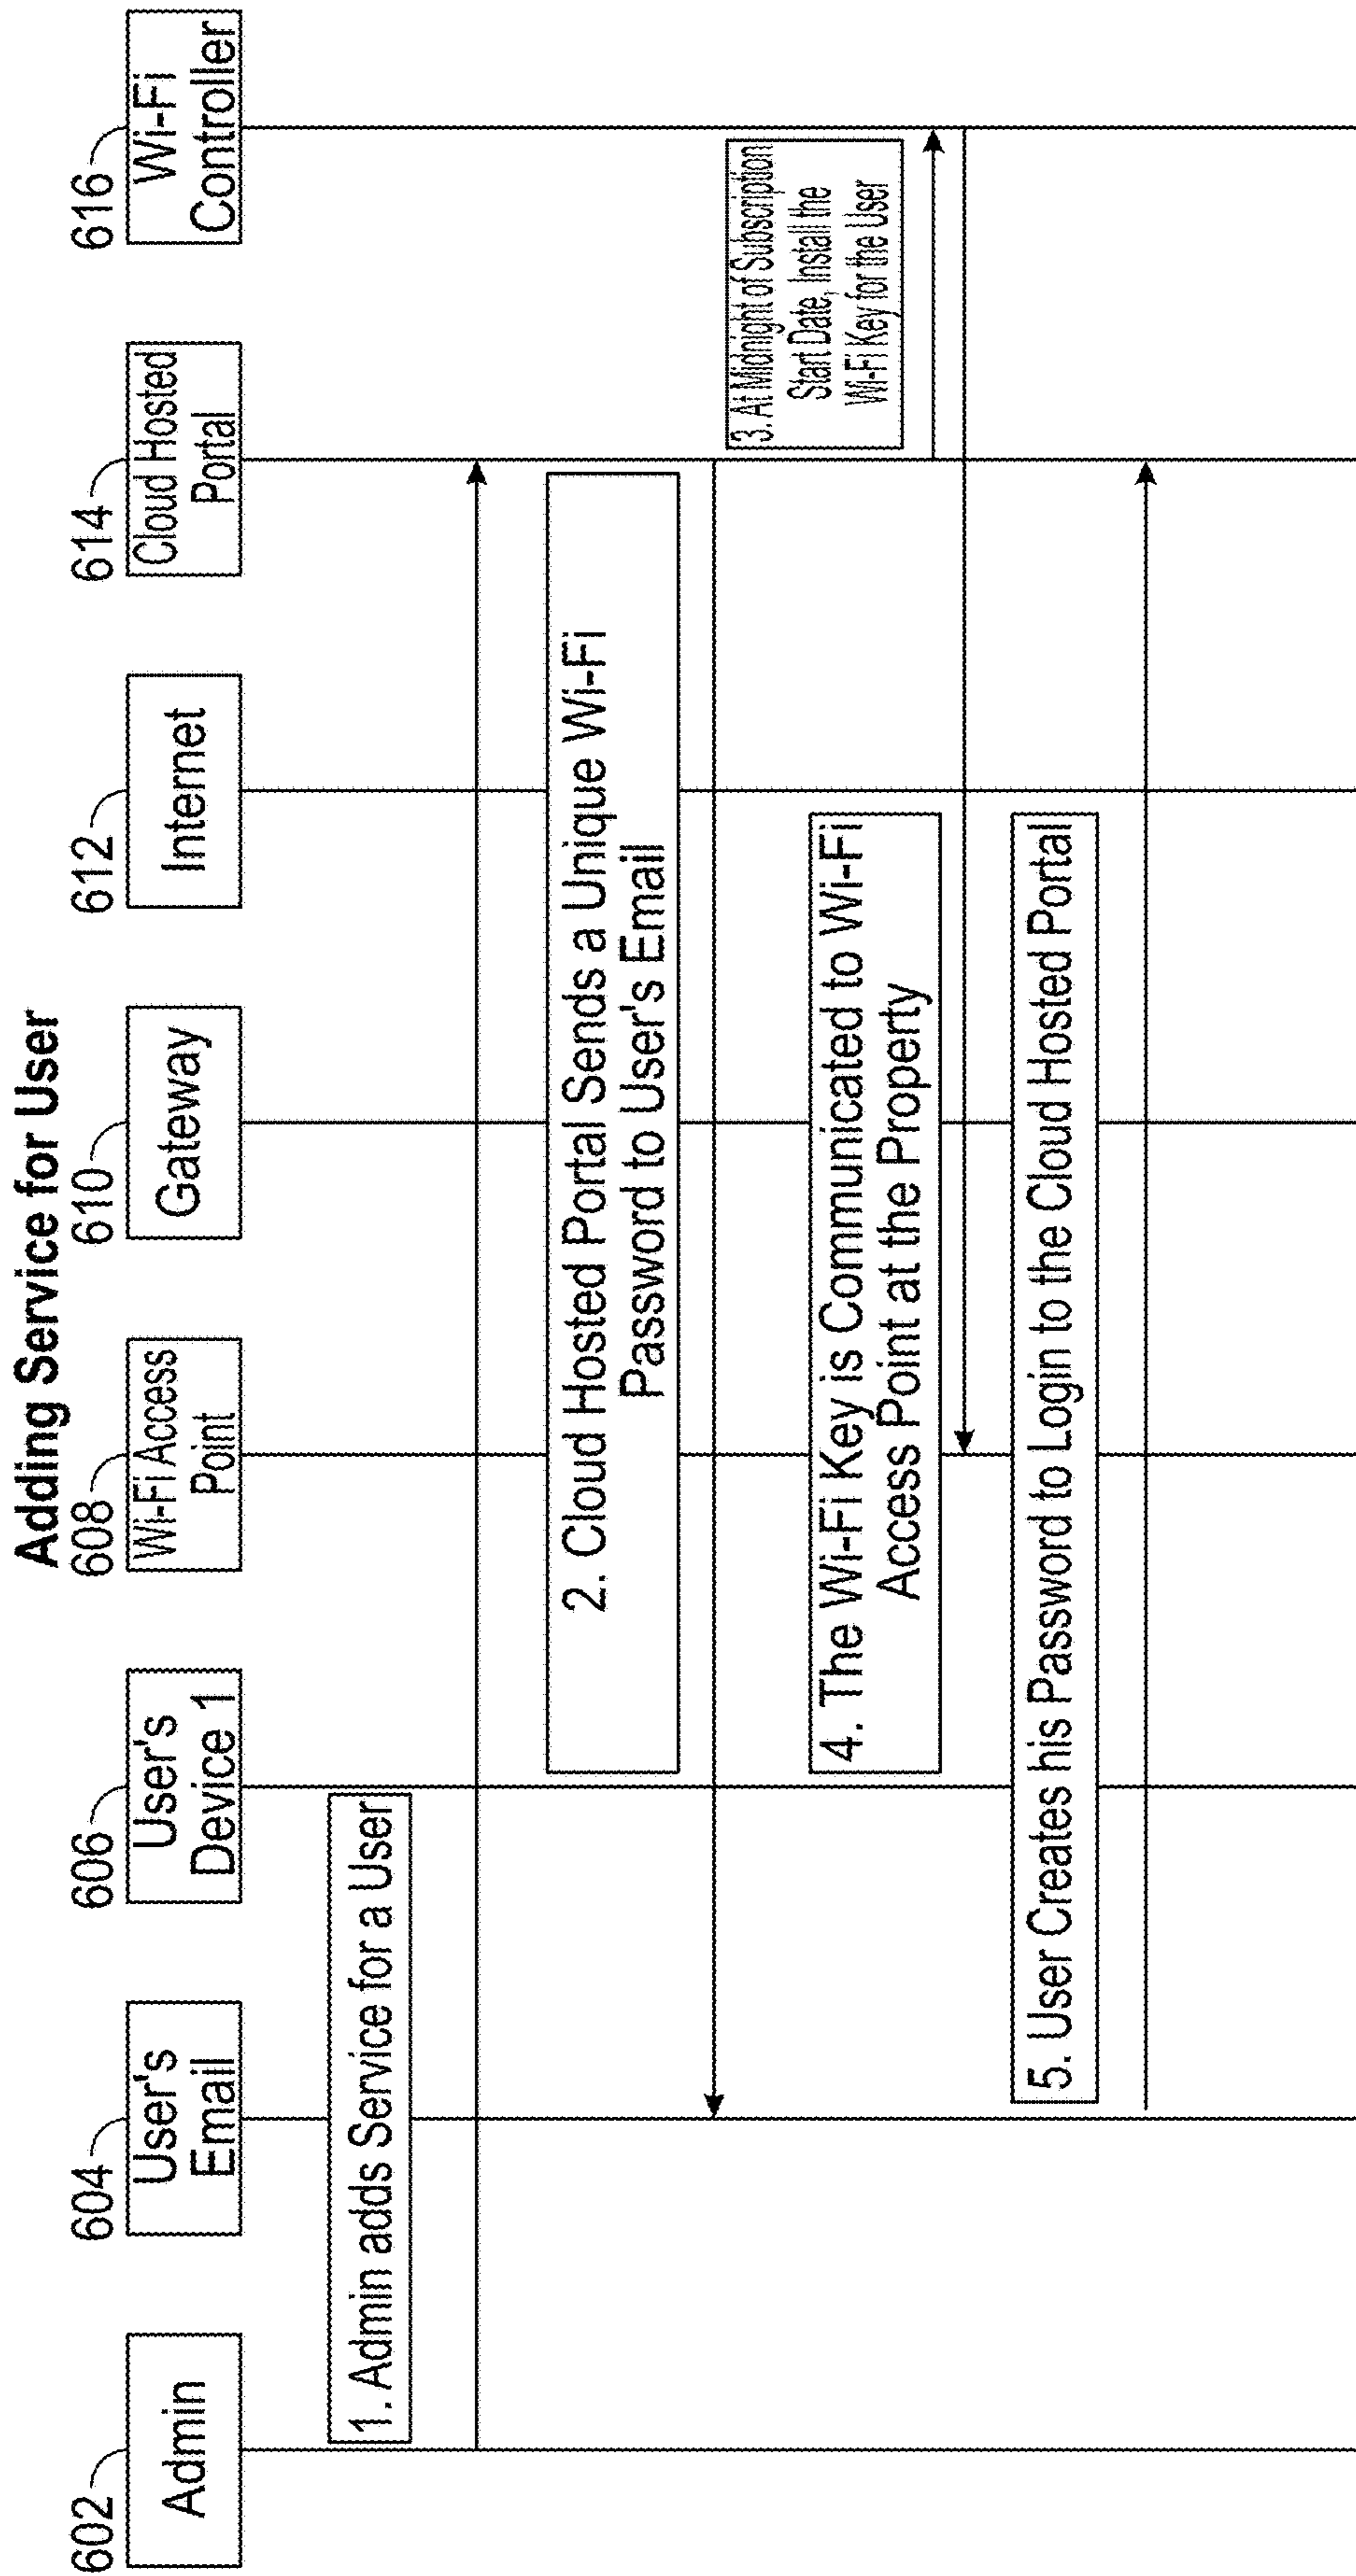 Adding Service for User
602
604
606
608
610
612
614
616
Admin
User's
Email
User's
Device 1
Wi-Fi Access
Point
Gateway
Internet
Cloud Hosted
Portal
Wi-Fi
Controller
1. Admin adds Service for a User
2. Cloud Hosted Portal Sends a Unique Wi-Fi
Password to User's Email
3. At Midnight of Subscription
Start Date, Install the
Wi-Fi Key for the User
4. The Wi-Fi Key is Communicated to Wi-Fi
Access Point at the Property
5. User Creates his Password to Login to the Cloud Hosted Portal